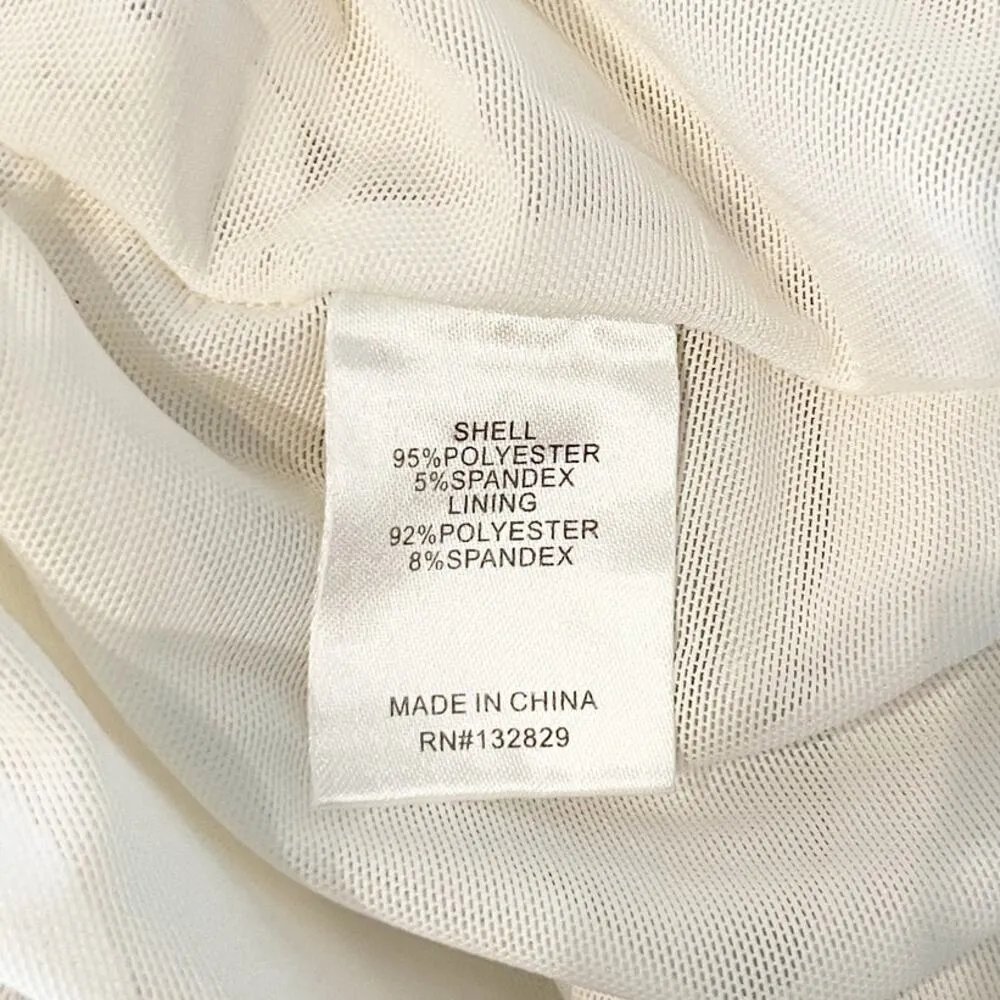 SHELL
95%POLYESTER
5%SPANDEX
LINING
92%POLYESTER
8%SPANDEX
MADE IN CHINA
RN#132829